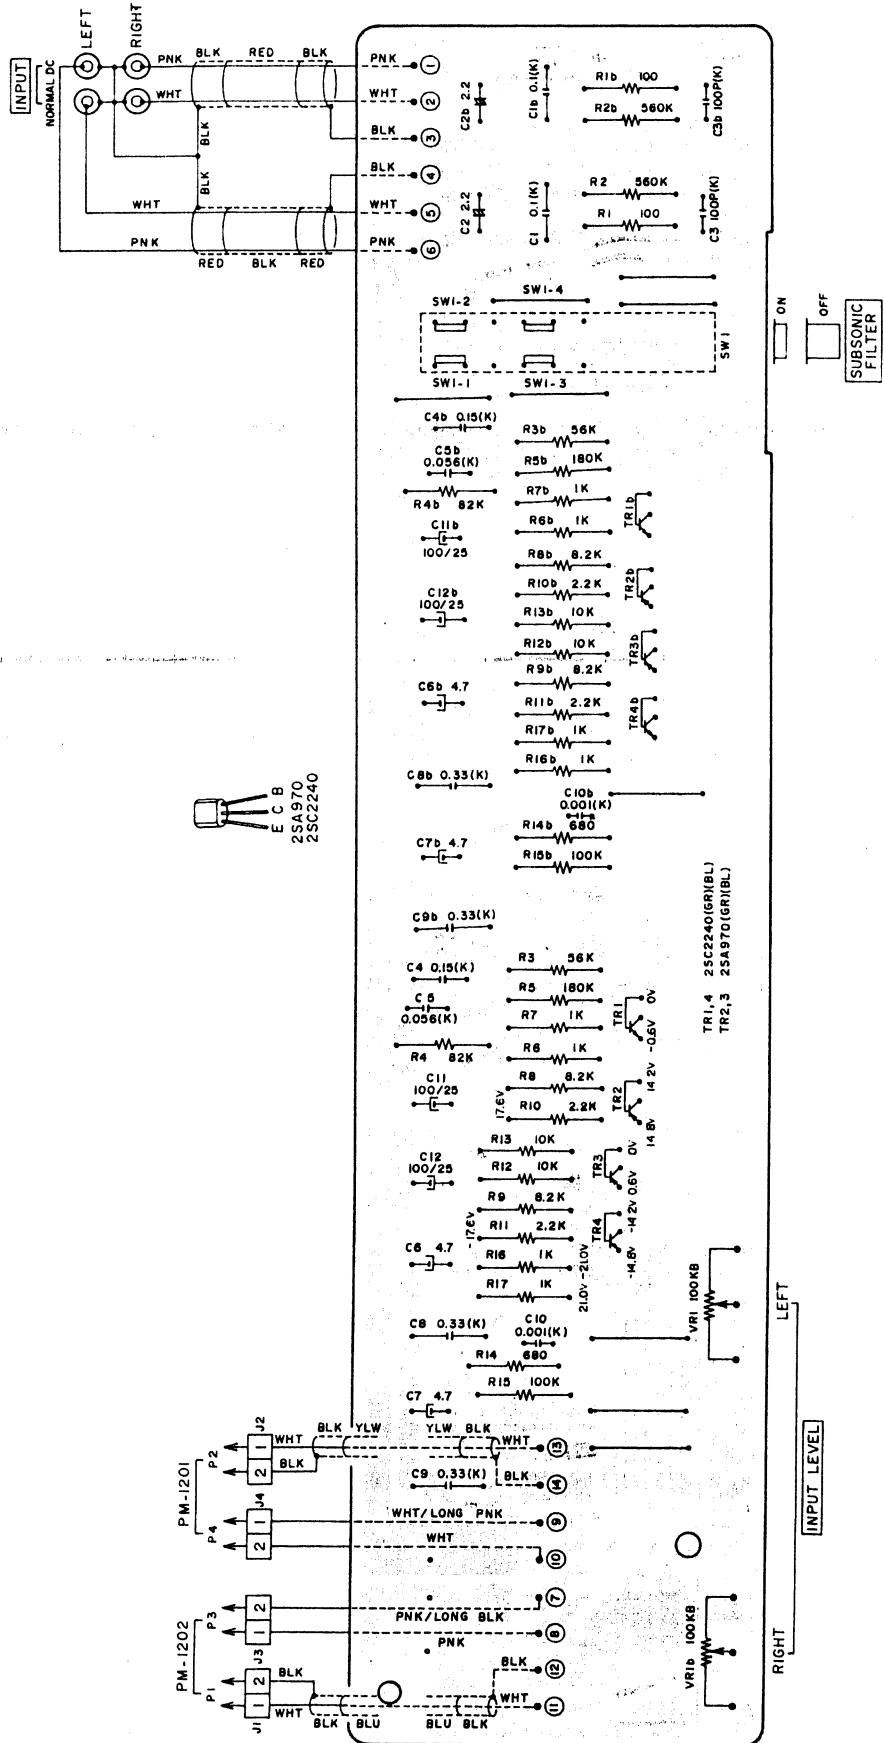 INPUT
NORMAL DC
LEFT
RIGHT
PNK
BLK
RED
BLK
PNK
1
WHT
WHT
2
BLK
BLK
3
BLK
BLK
4
WHT
WHT
5
PNK
PNK
6
RED
BLK
RED
C2b 2.2
C1b 0.1(K)
R1b 100
R2b 560K
C3b 100P(K)
C2 2.2
C1 0.1(K)
R2 560K
R1 100
C3 100P(K)
SW1-2
SW1-4
SW1-1
SW1-3
SW1
ON
OFF
SUBSONIC
FILTER
C4b 0.15(K)
C5b
0.056(K)
R4b 82K
C11b
100/25
C12b
100/25
C6b 4.7
C8b 0.33(K)
C7b 4.7
C9b 0.33(K)
R3b 56K
R5b 180K
R7b 1K
R6b 1K
R8b 8.2K
R10b 2.2K
R13b 10K
R12b 10K
R9b 8.2K
R11b 2.2K
R17b 1K
R16b 1K
C10b
0.001(K)
R14b 680
R15b 100K
TR1b
TR2b
TR3b
TR4b
E C B
2SA970
2SC2240
TR1,4 2SC2240(GR)(BL)
TR2,3 2SA970(GR)(BL)
C4 0.15(K)
C5
0.056(K)
R4 82K
C11
100/25
C12
100/25
C6 4.7
C8 0.33(K)
C7 4.7
C9 0.33(K)
R3 56K
R5 180K
R7 1K
R6 1K
R8 8.2K
17.6V
R10 2.2K
R13 10K
R12 10K
R9 8.2K
-17.6V
R11 2.2K
R16 1K
R17 1K
21.0V -21.0V
C10
0.001(K)
R14 680
R15 100K
TR1
0V
-0.6V
14.2V
TR2
14.8V
TR3
0V
0.6V
-14.2V
TR4
-14.8V
VR1 100KB
LEFT
INPUT LEVEL
RIGHT
VR1b 100KB
PM-1201
P2
J2
1
2
WHT
BLK
BLK
YLW
YLW
BLK
WHT
13
BLK
14
P4
J4
1
2
WHT/LONG PNK
9
WHT
10
PM-1202
P3
J3
2
1
PNK/LONG BLK
7
PNK
8
P1
J1
2
1
BLK
WHT
BLK
BLU
BLU
BLK
BLK
12
WHT
11